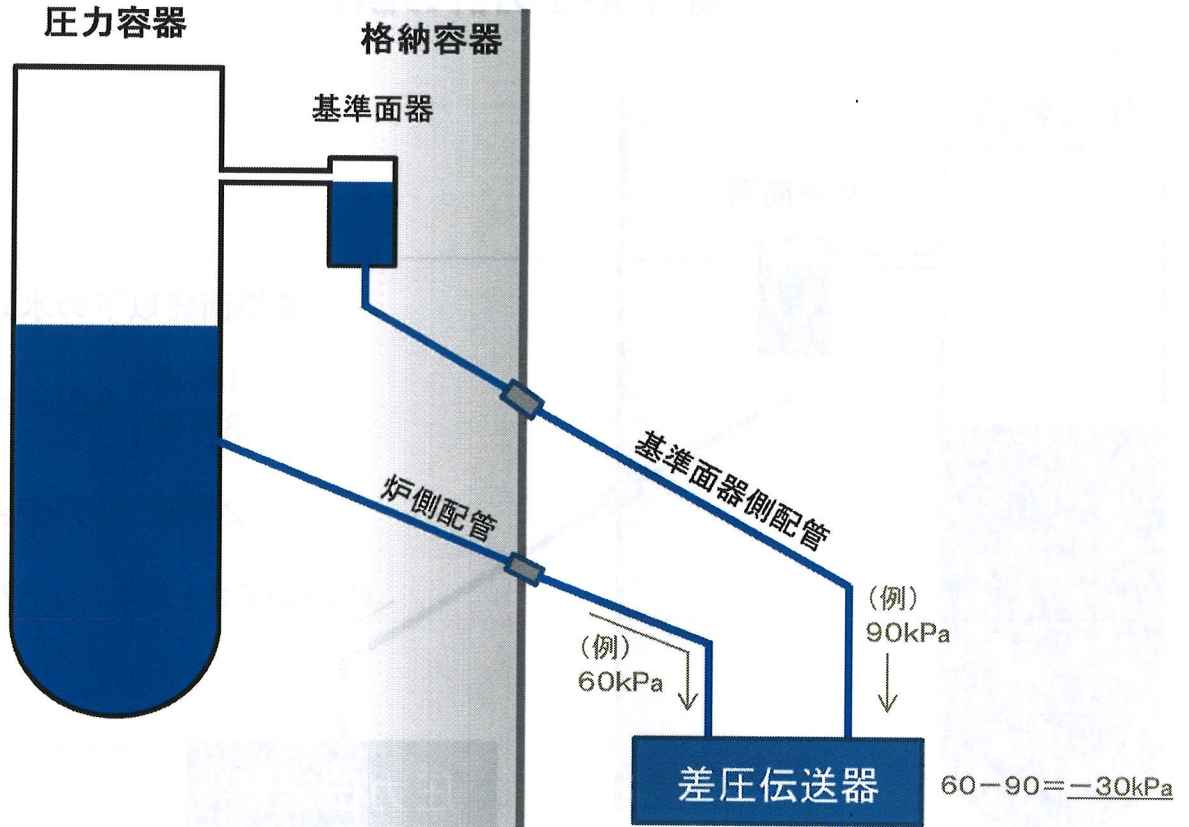 圧力容器
格納容器
基準面器
炉側配管
基準面器側配管
(例)
60kPa
(例)
90kPa
差圧伝送器
60－90＝－30kPa